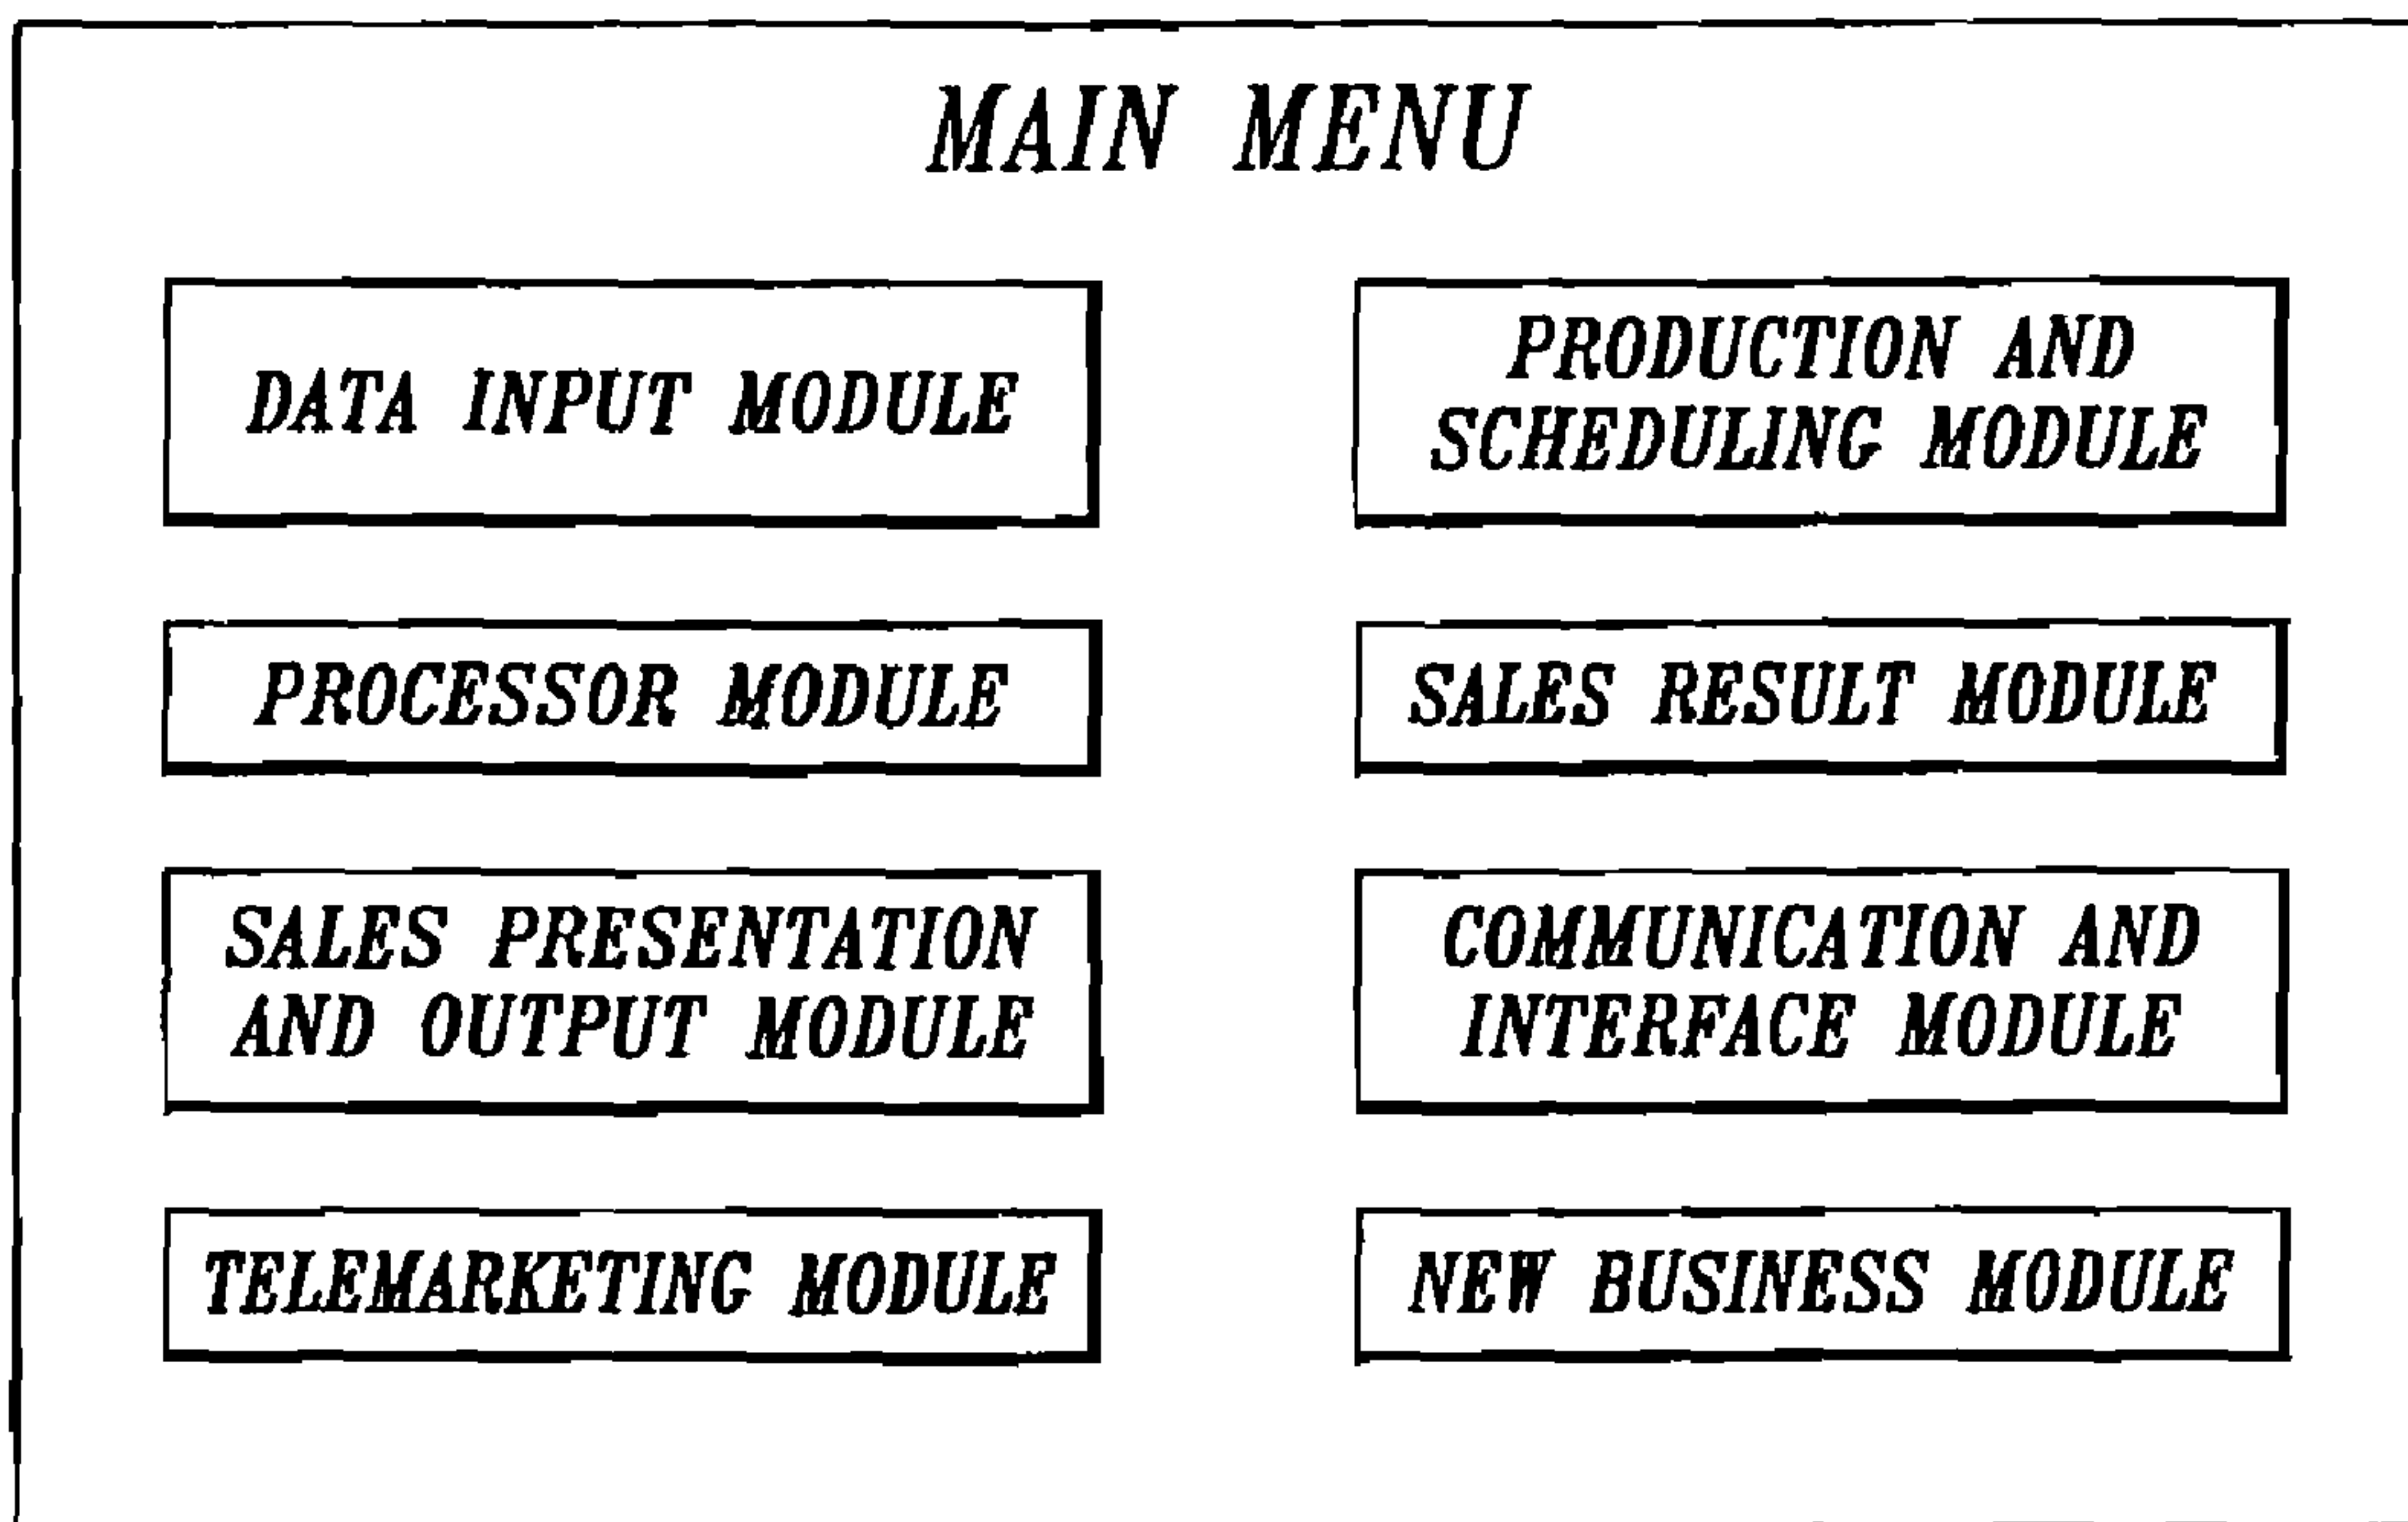 MAIN MENU
DATA INPUT MODULE
PRODUCTION AND
SCHEDULING MODULE
PROCESSOR MODULE
SALES RESULT MODULE
SALES PRESENTATION
AND OUTPUT MODULE
COMMUNICATION AND
INTERFACE MODULE
TELEMARKETING MODULE
NEW BUSINESS MODULE